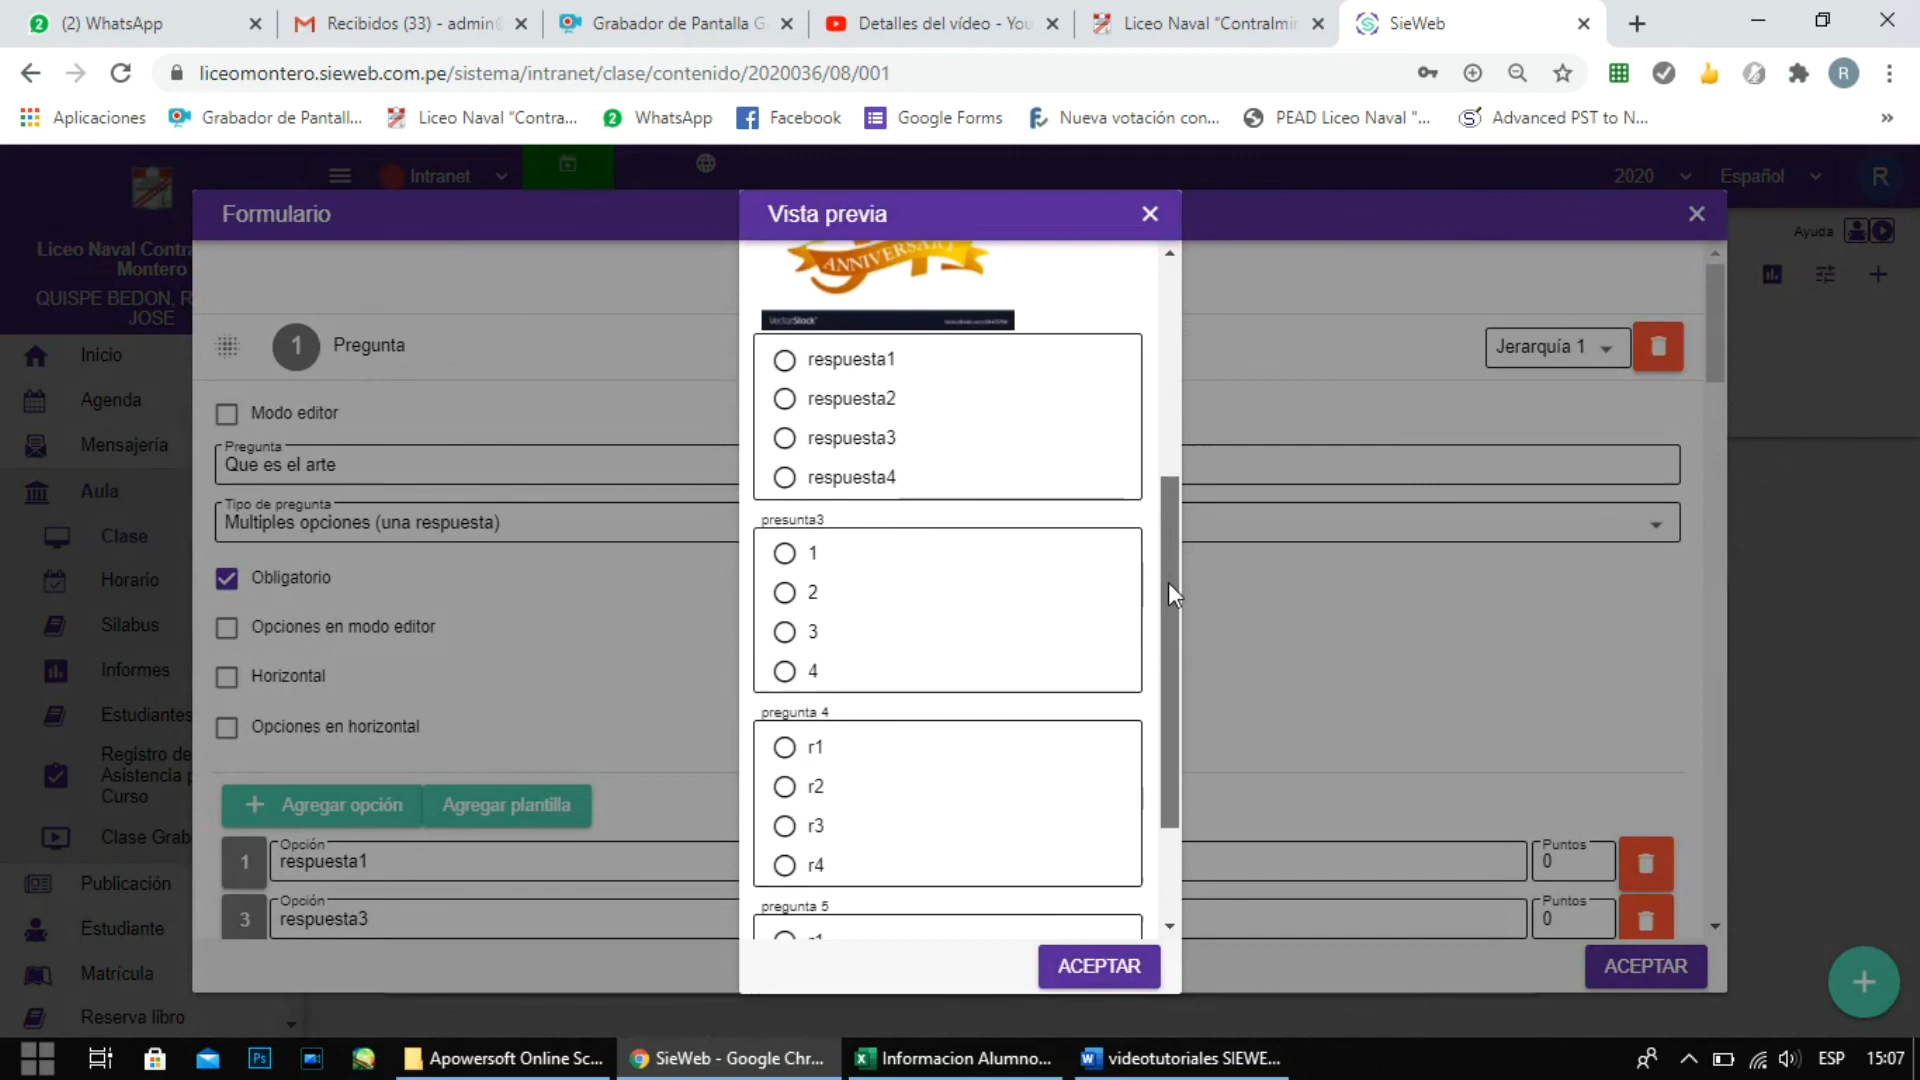 (2) WhatsApp
Recibidos (33) - admin@
Grabador de Pantalla G
Detalles del vídeo - You
Liceo Naval "Contralmir
SieWeb
liceomontero.sieweb.com.pe/sistema/intranet/clase/contenido/2020036/08/001
R
Aplicaciones
Grabador de Pantall...
Liceo Naval "Contra...
WhatsApp
Facebook
Google Forms
Nueva votación con...
PEAD Liceo Naval "...
Advanced PST to N...
Intranet
2020
Español
R
Liceo Naval Contra
Montero
QUISPE BEDON, R
JOSE
Ayuda
Inicio
Agenda
Mensajería
Aula
Clase
Horario
Silabus
Informes
Estudiantes
Registro de
Asistencia p
Curso
Clase Grab
Publicación
Estudiante
Matrícula
Reserva libro
Formulario
1
Pregunta
Jerarquía 1
Modo editor
Pregunta
Que es el arte
Tipo de pregunta
Multiples opciones (una respuesta)
Obligatorio
Opciones en modo editor
Horizontal
Opciones en horizontal
Agregar opción
Agregar plantilla
1
Opción
respuesta1
Puntos
0
3
Opción
respuesta3
Puntos
0
ACEPTAR
Vista previa
ANNIVERSARY
VectorStock
respuesta1
respuesta2
respuesta3
respuesta4
presunta3
1
2
3
4
pregunta 4
r1
r2
r3
r4
pregunta 5
r1
ACEPTAR
Apowersoft Online Sc...
SieWeb - Google Chr...
Informacion Alumno...
videotutoriales SIEWE...
ESP
15:07